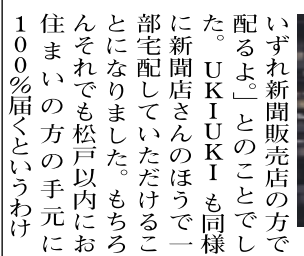 いずれ新聞販売店の方で
配るよ。」とのことでし
た。UKIUKIも同様
に新聞店さんのほうで一
部宅配していただけるこ
とになりました。もちろ
んそれでも松戸以内にお
住まいの方の手元に
100%届くというわけ